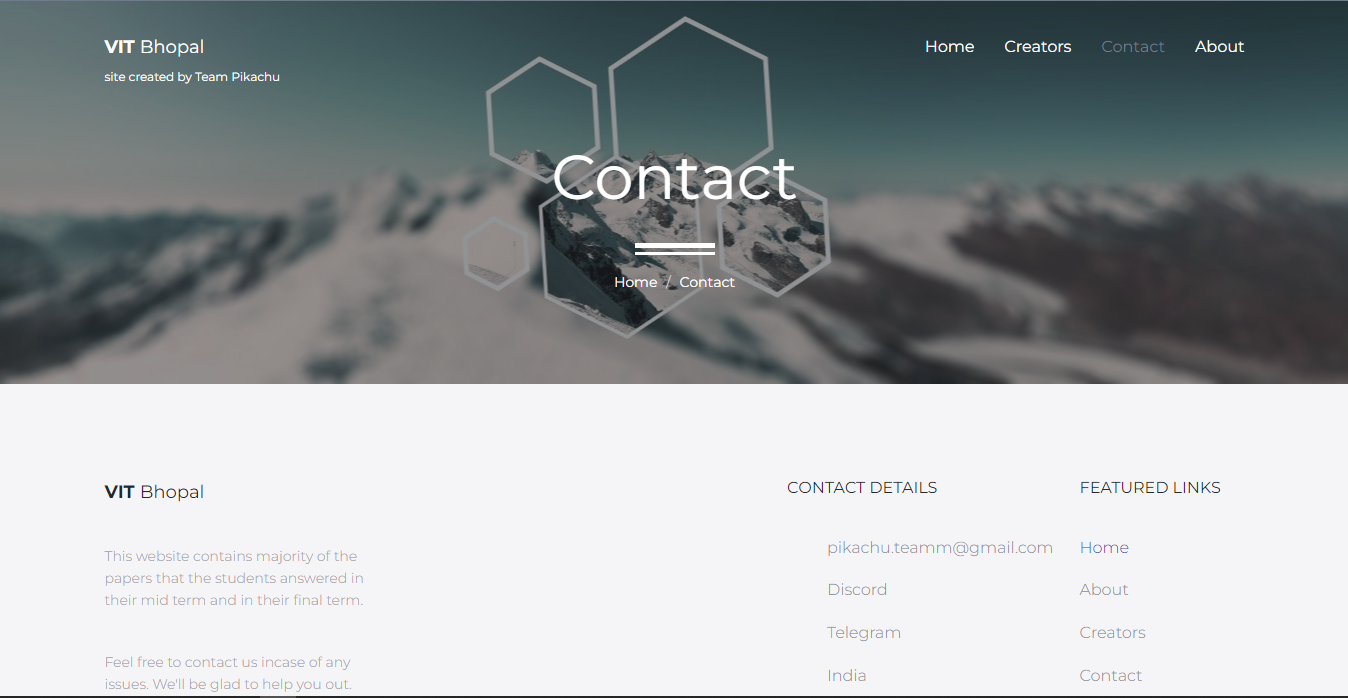 VIT Bhopal
site created by Team Pikachu
Home Creators Contact About
Contact
Home / Contact
VIT Bhopal
This website contains majority of the
papers that the students answered in
their mid term and in their final term.
Feel free to contact us incase of any
issues. We'll be glad to help you out.
CONTACT DETAILS
pikachu.teamm@gmail.com
Discord
Telegram
India
FEATURED LINKS
Home
About
Creators
Contact